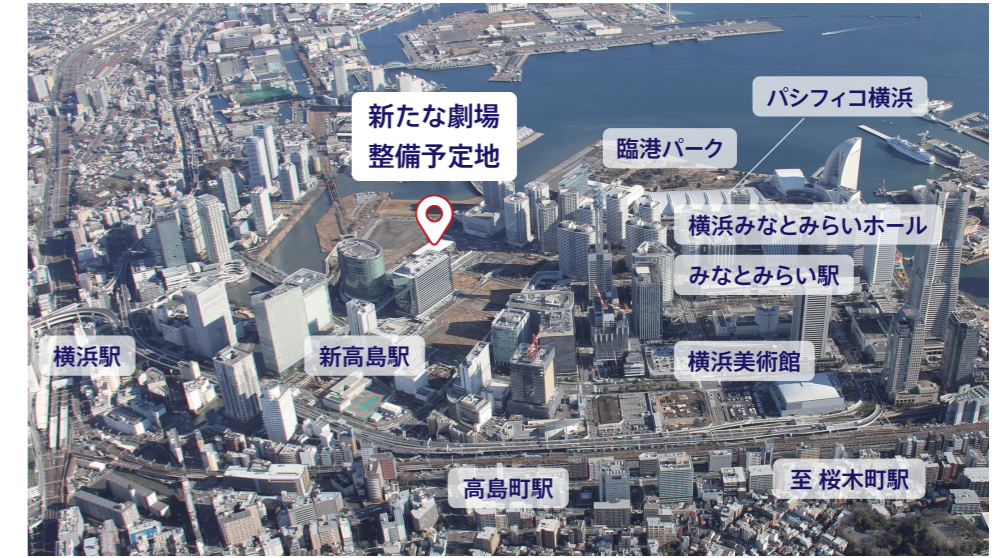 パシフィコ横浜
新たな劇場
整備予定地
臨港パーク
横浜みなとみらいホール
みなとみらい駅
横浜駅
新高島駅
横浜美術館
高島町駅
至 桜木町駅